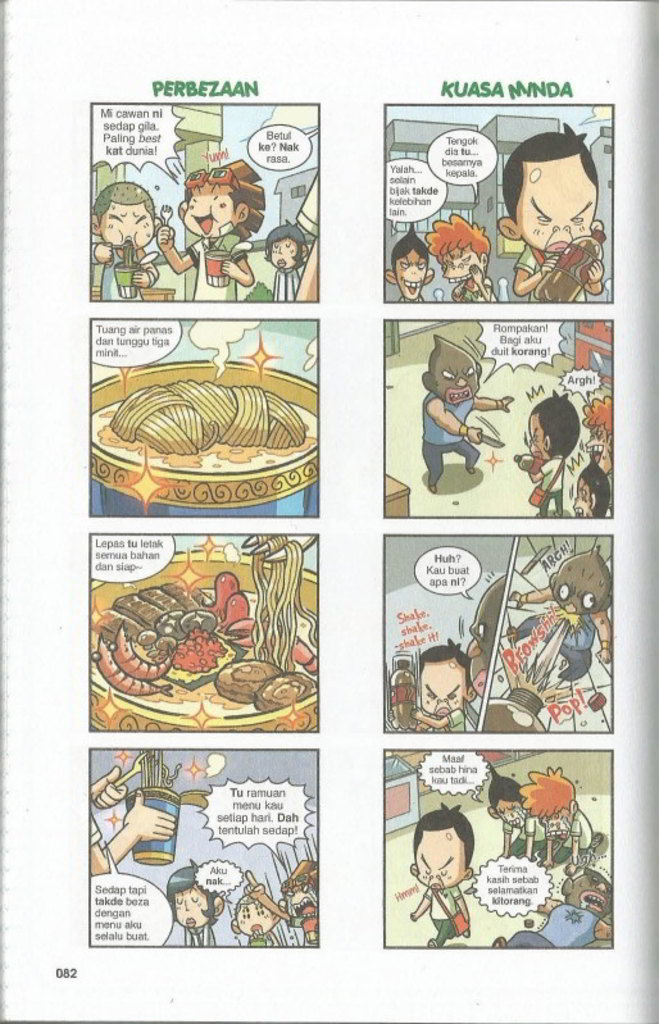 PERBEZAAN
Mi cawan ni
sedap gila.
Paling best
kat dunia!
Yum!
Betul
ke? Nak
rasa.
Tuang air panas
dan tunggu tiga
minit...
Lepas tu letak
semua bahan
dan siap~
Tu ramuan
menu kau
setiap hari. Dah
tentulah sedap!
Aku
nak...
Sedap tapi
takde beza
dengan
menu aku
selalu buat.
KUASA MINDA
Tengok
dia tu...
besarnya
kepala.
Yalah...
selain
bijak takde
kelebihan
lain.
Rompakan!
Bagi aku
duit korang!
Argh!
Huh?
Kau buat
apa ni?
Shake.
shake.
-shake it!
ARGH!
POP!
Maaf
sebab hina
kau tadi...
Ugh...
Hmm!
Terima
kasih sebab
selamatkan
kitorang.
082